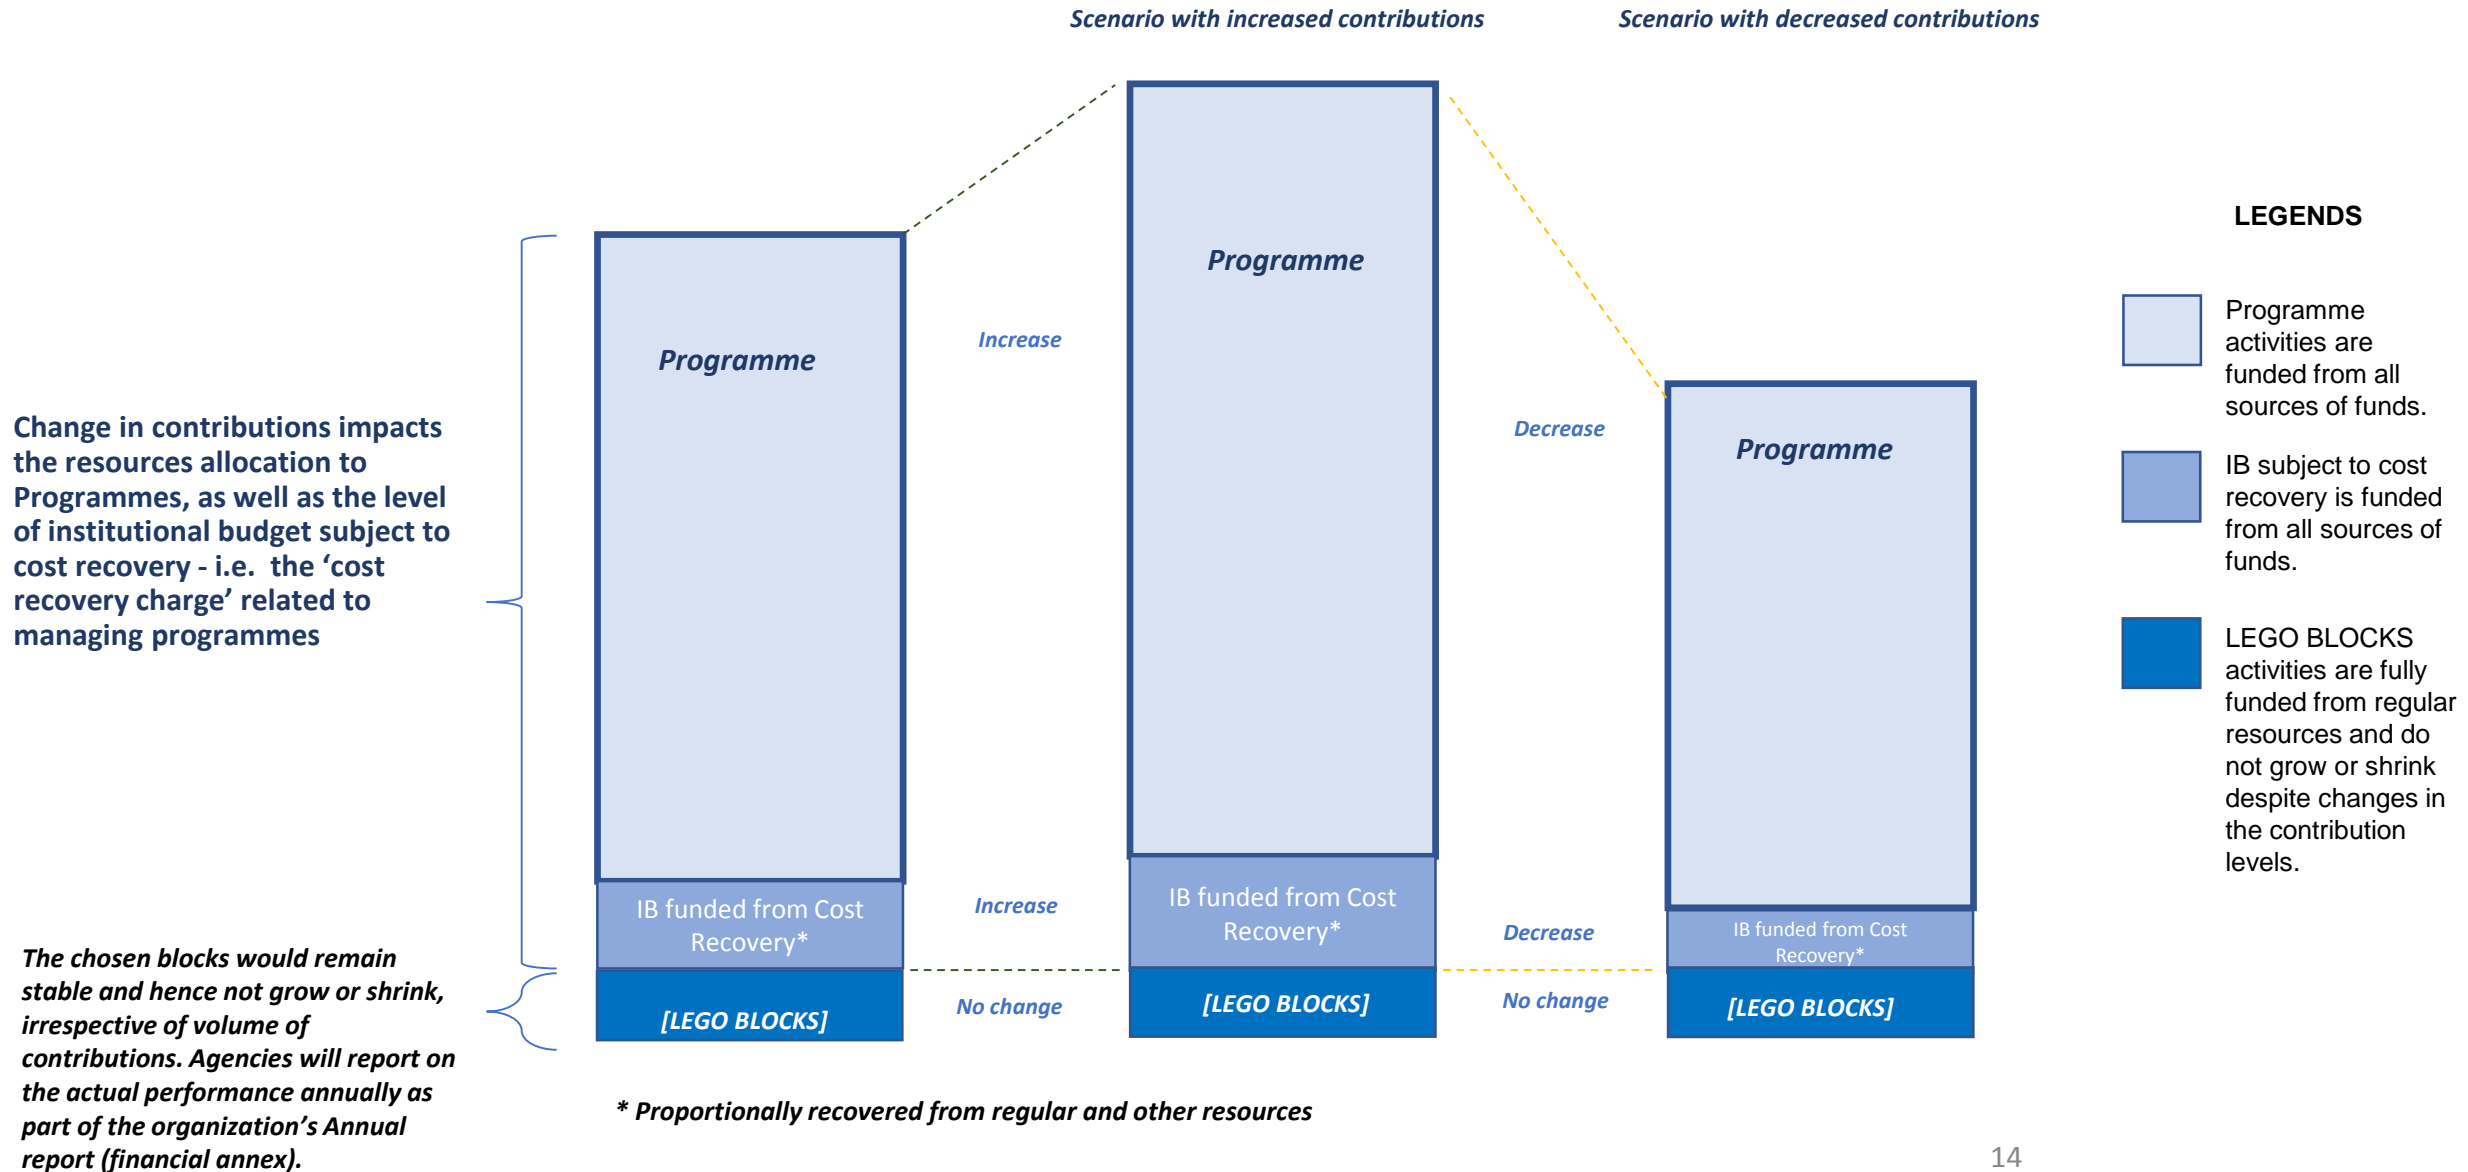 Scenario with increased contributions
Scenario with decreased contributions
Change in contributions impacts
the resources allocation to
Programmes, as well as the level
of institutional budget subject to
cost recovery - i.e.  the ‘cost
recovery charge’ related to
managing programmes
The chosen blocks would remain
stable and hence not grow or shrink,
irrespective of volume of
contributions. Agencies will report on
the actual performance annually as
part of the organization’s Annual
report (financial annex).
Programme
IB funded from Cost
Recovery*
[LEGO BLOCKS]
Increase
Increase
No change
Programme
IB funded from Cost
Recovery*
[LEGO BLOCKS]
Decrease
Decrease
No change
Programme
IB funded from Cost
Recovery*
[LEGO BLOCKS]
* Proportionally recovered from regular and other resources
LEGENDS
Programme
activities are
funded from all
sources of funds.
IB subject to cost
recovery is funded
from all sources of
funds.
LEGO BLOCKS
activities are fully
funded from regular
resources and do
not grow or shrink
despite changes in
the contribution
levels.
14